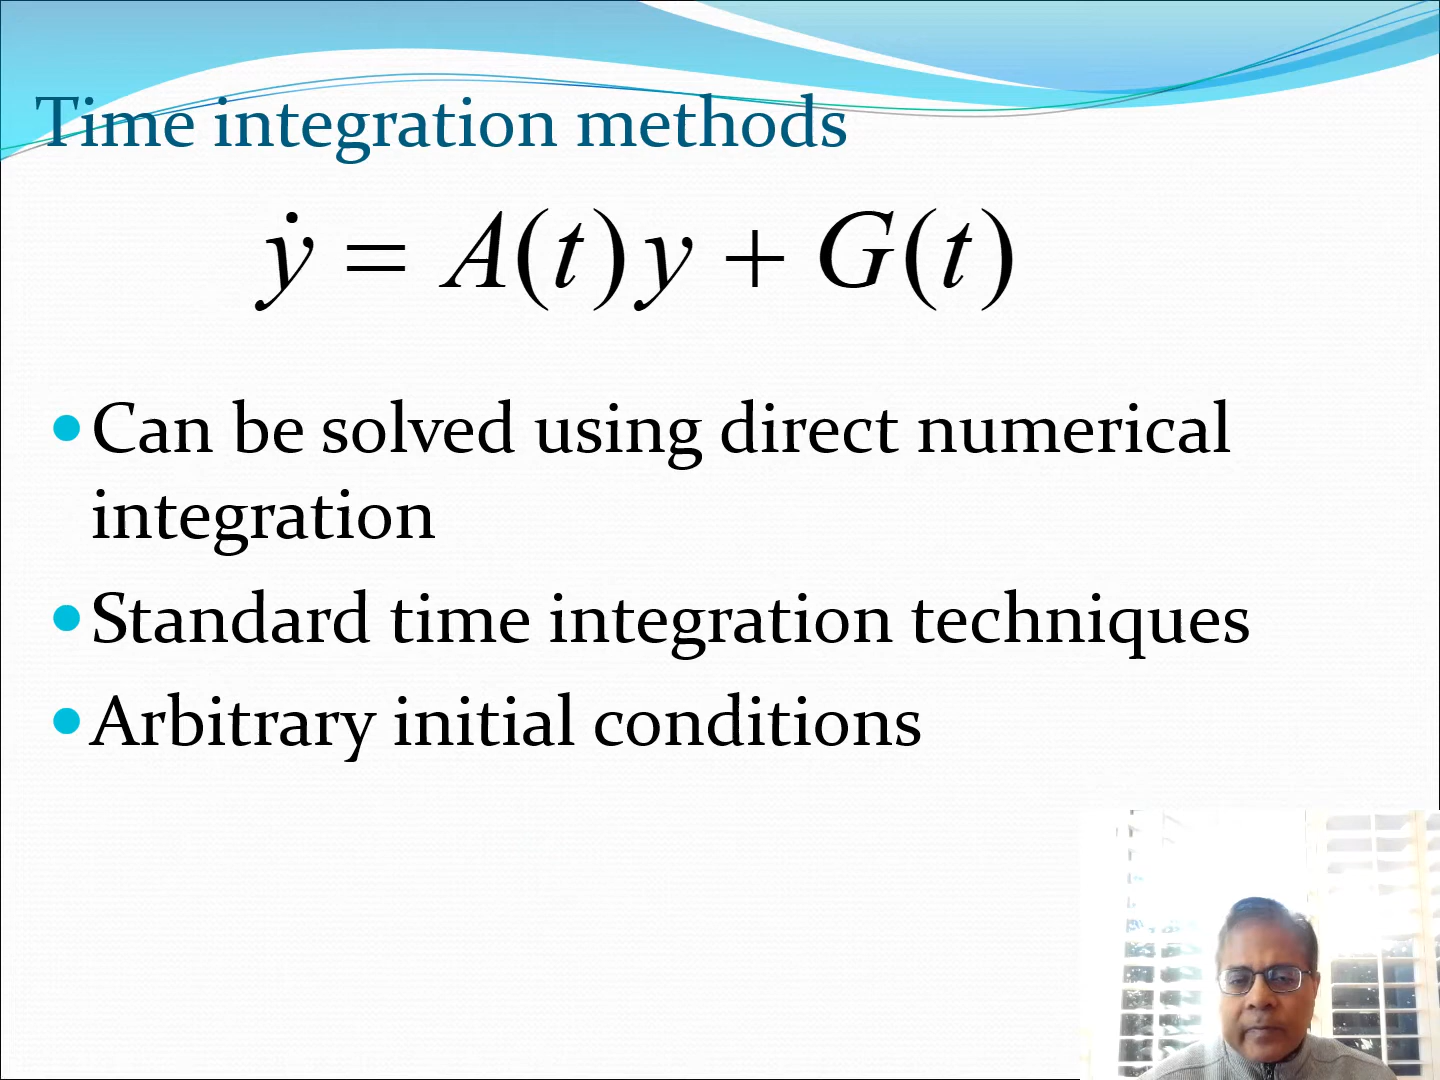 Time integration methods
ẏ = A(t)y + G(t)
Can be solved using direct numerical
integration
Standard time integration techniques
Arbitrary initial conditions